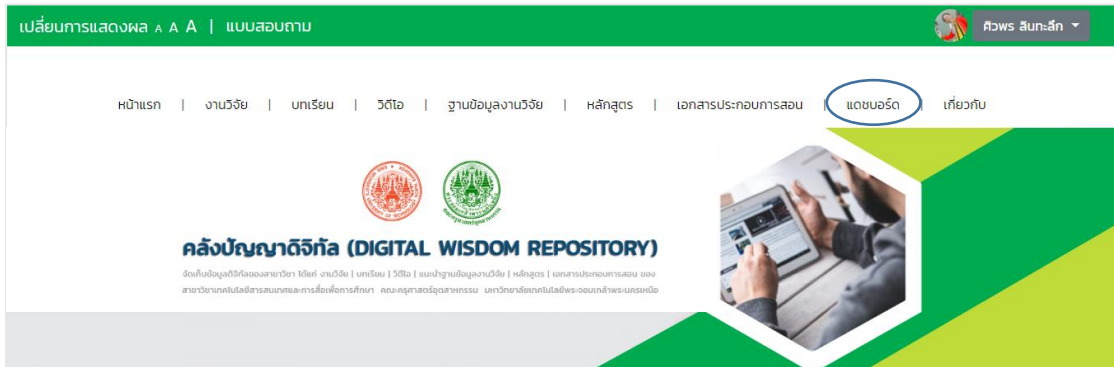 เปลี่ยนการแสดงผล A A A | แบบสอบถาม
ศิวพร ลินทะลึก
หน้าแรก | งานวิจัย | บทเรียน | วิดีโอ | ฐานข้อมูลงานวิจัย | หลักสูตร | เอกสารประกอบการสอน | แดชบอร์ด | เกี่ยวกับ
คลังปัญญาดิจิทัล (DIGITAL WISDOM REPOSITORY)
จัดเก็บข้อมูลดิจิทัลของสาขาวิชา ได้แก่ งานวิจัย | บทเรียน | วิดีโอ | แนะนำฐานข้อมูลงานวิจัย | หลักสูตร | เอกสารประกอบการสอน ของ
สาขาวิชาเทคโนโลยีสารสนเทศและการสื่อเพื่อการศึกษา คณะครุศาสตร์อุตสาหกรรม มหาวิทยาลัยเทคโนโลยีพระจอมเกล้าพระนครเหนือ